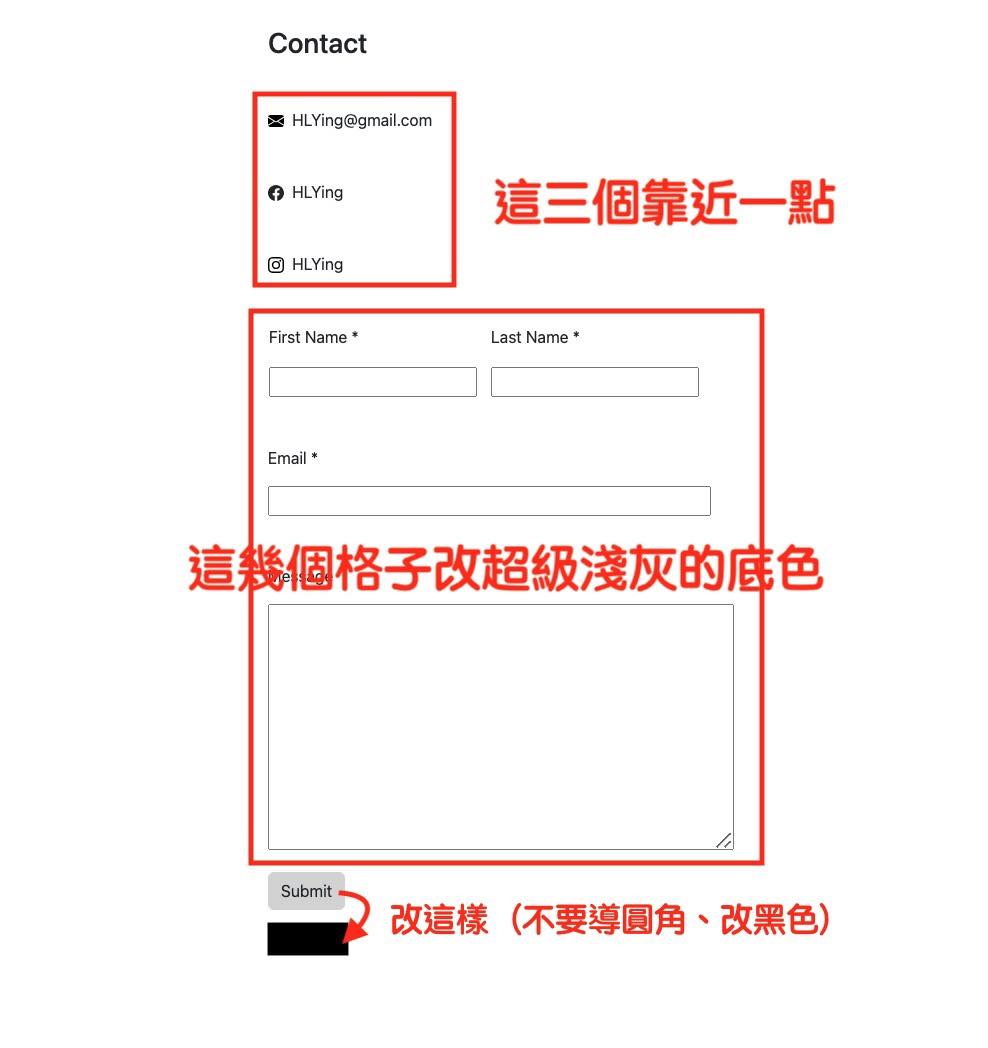 Contact
HLYing@gmail.com
HLYing
這三個靠近一點
HLYing
First Name *
Last Name *
Email *
這幾個格子改超級淺灰的底色
Message
Submit
改這樣（不要導圓角、改黑色）